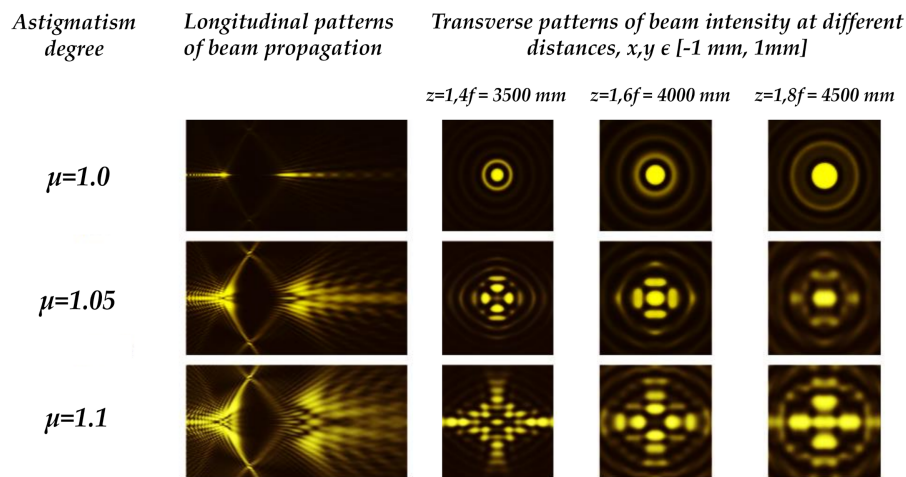 Astigmatism
degree
Longitudinal patterns
of beam propagation
Transverse patterns of beam intensity at different
distances, x,y ϵ [-1 mm, 1mm]
z=1,4f = 3500 mm
z=1,6f = 4000 mm
z=1,8f = 4500 mm
μ=1.0
μ=1.05
μ=1.1